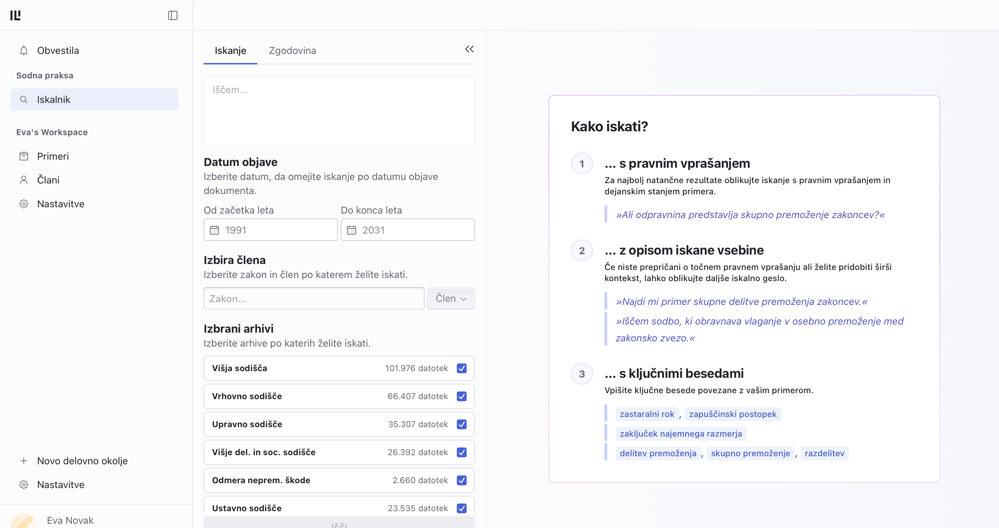 Obvestila
Sodna praksa
Iskalnik
Eva's Workspace
Primeri
Člani
Nastavitve
Novo delovno okolje
Nastavitve
Eva Novak
Iskanje
Zgodovina
Iščem...
Datum objave
Izberite datum, da omejite iskanje po datumu objave
dokumenta.
Od začetka leta
Do konca leta
1991
2031
Izbira člena
Izberite zakon in člen po katerem želite iskati.
Zakon...
Člen
Izbrani arhivi
Izberite arhive po katerih želite iskati.
Višja sodišča 101.976 datotek
Vrhovno sodišče 66.407 datotek
Upravno sodišče 35.307 datotek
Višje del. in soc. sodišče 26.392 datotek
Odmera neprem. škode 2.660 datotek
Ustavno sodišče 23.535 datotek
Išči
Kako iskati?
1 ... s pravnim vprašanjem
Za najbolj natančne rezultate oblikujte iskanje s pravnim vprašanjem in
dejanskim stanjem primera.
»Ali odpravnina predstavlja skupno premoženje zakoncev?«
2 ... z opisom iskane vsebine
Če niste prepričani o točnem pravnem vprašanju ali želite pridobiti širši
kontekst, lahko oblikujte daljše iskalno geslo.
»Najdi mi primer skupne delitve premoženja zakoncev.«
»Iščem sodbo, ki obravnava vlaganje v osebno premoženje med
zakonsko zvezo.«
3 ... s ključnimi besedami
Vpišite ključne besede povezane z vašim primerom.
zastaralni rok , zapuščinski postopek
zaključek najemnega razmerja
delitev premoženja , skupno premoženje , razdelitev